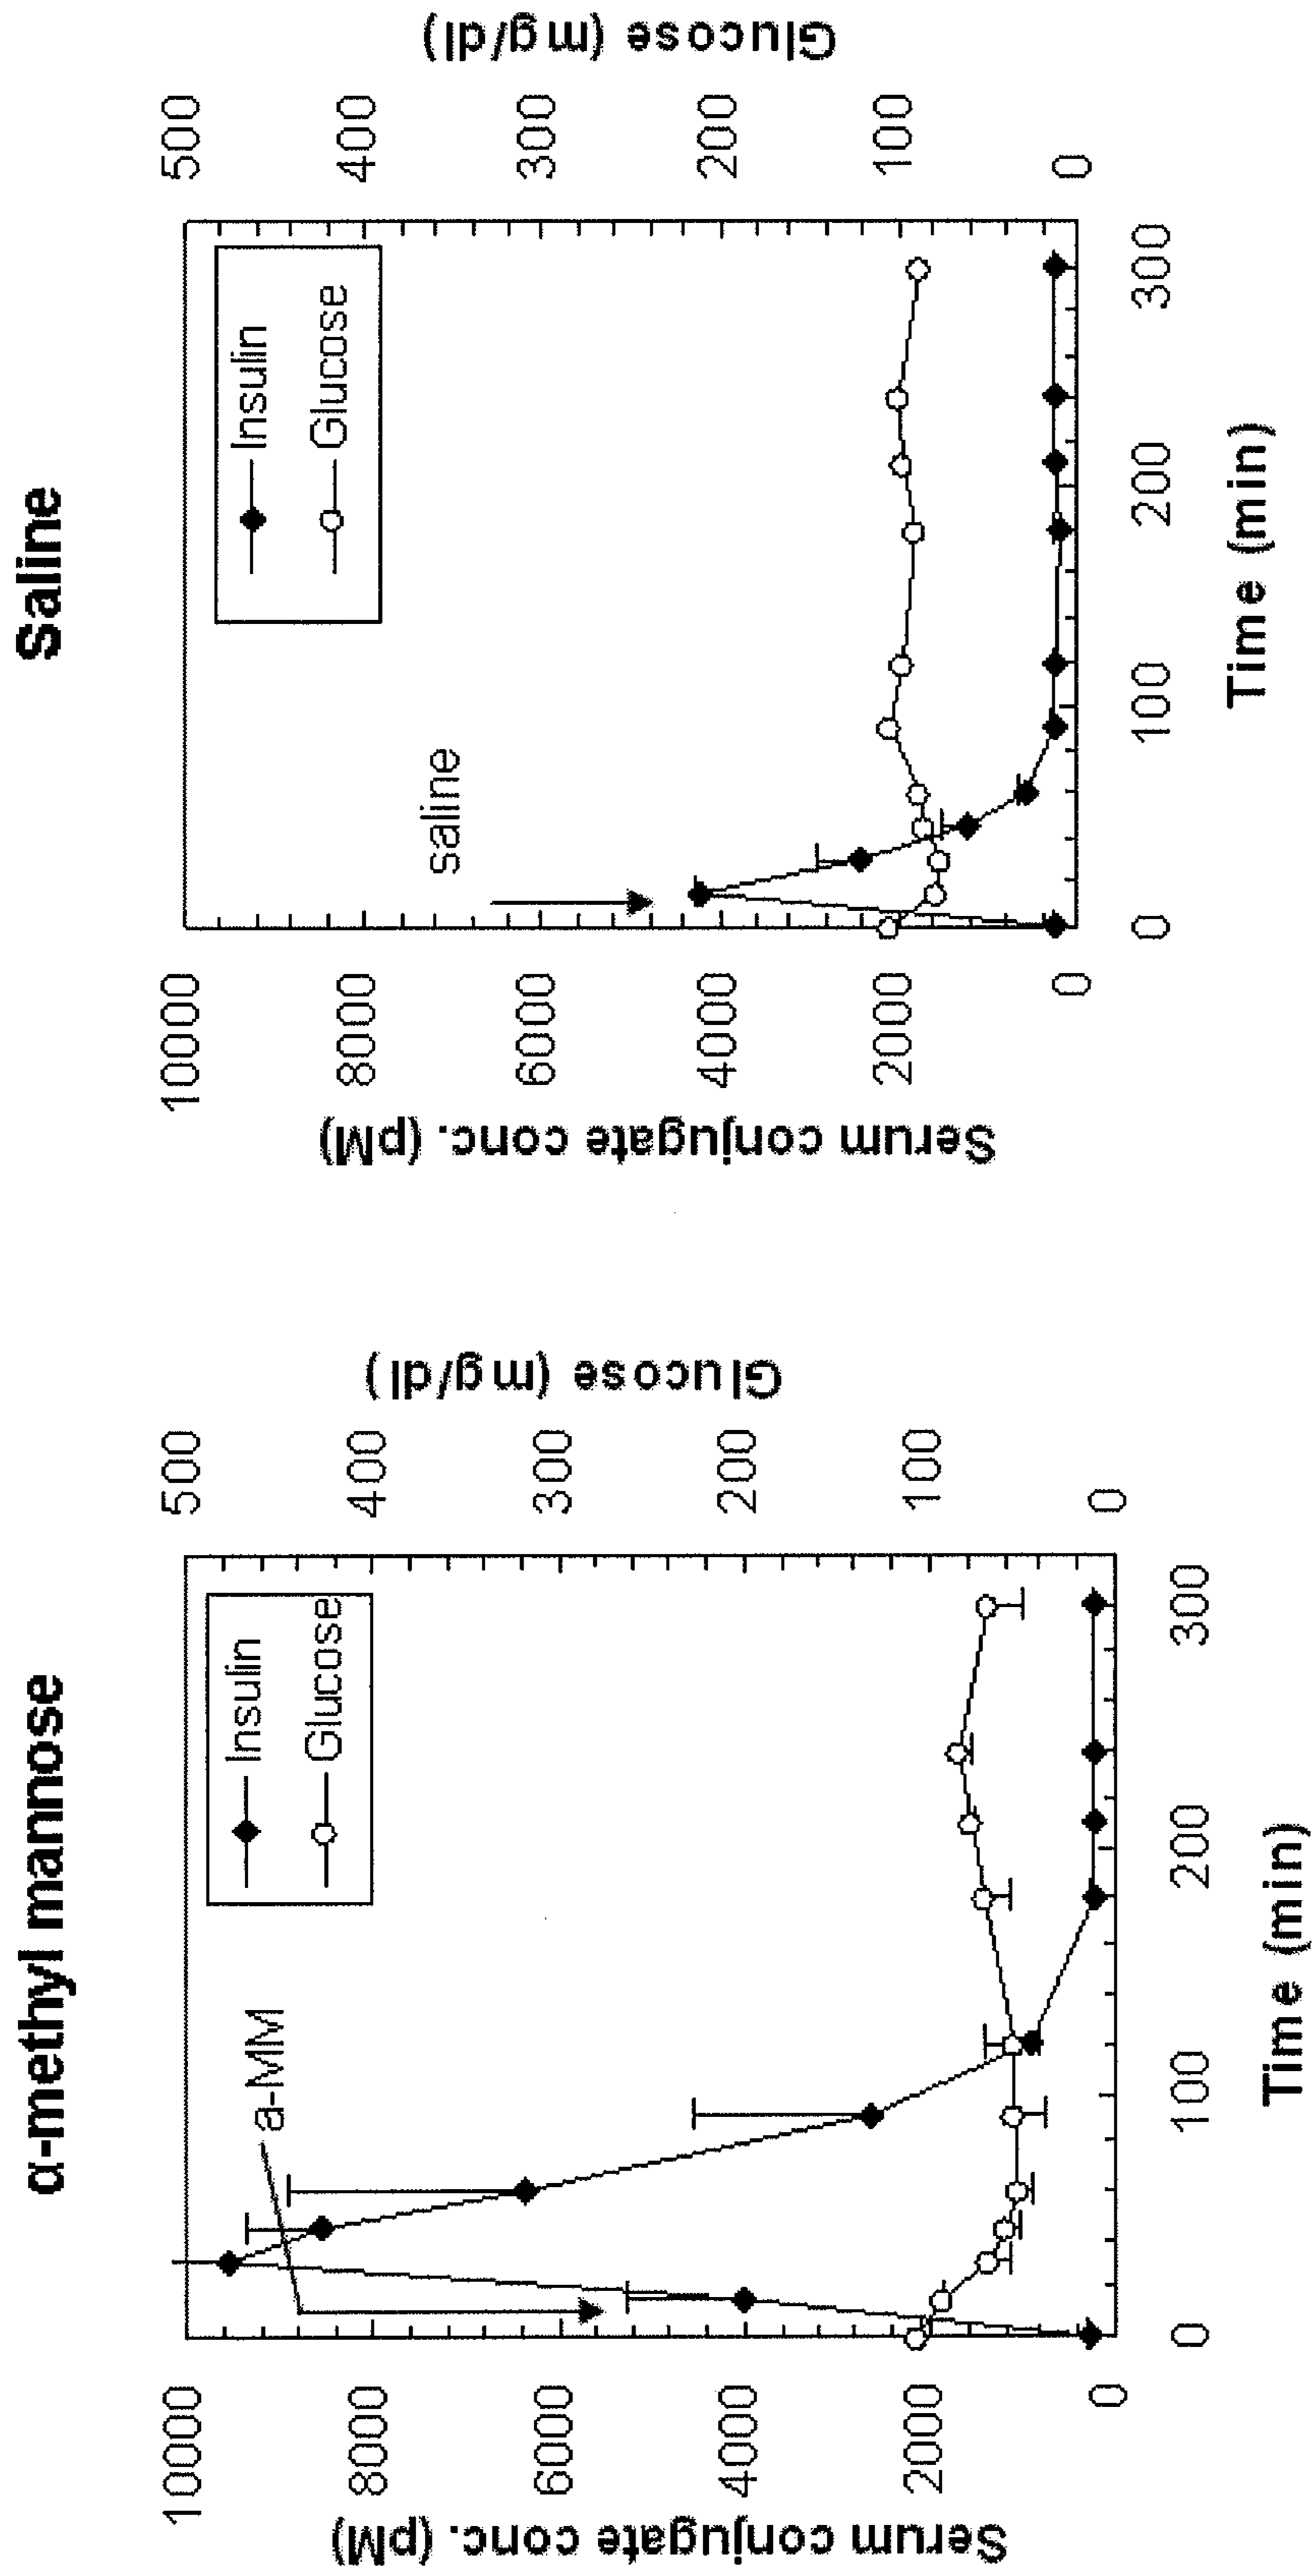 α-methyl mannose
Serum conjugate conc. (pM)
10000
8000
6000
4000
2000
0
a-MM
Insulin
Glucose
500
400
300
200
100
0
Glucose (mg/dl)
0
100
200
300
Time (min)
Saline
Serum conjugate conc. (pM)
10000
8000
6000
4000
2000
0
saline
Insulin
Glucose
500
400
300
200
100
0
Glucose (mg/dl)
0
100
200
300
Time (min)